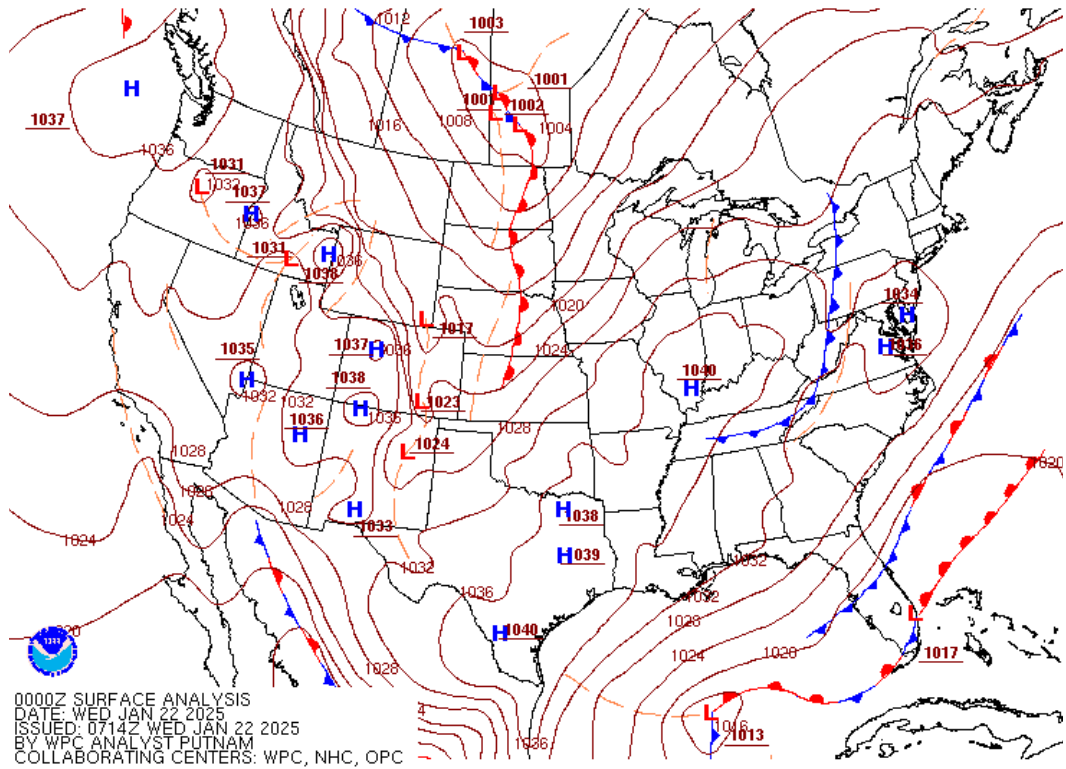 1012
1003
1001
1001
1002
1037
1016
1008
1004
1036
H
L
L
L
L
1031
L
1032
1037
H
1036
1031
L
H
1036
1038
1020
1034
H
L
1017
1037
H
1036
1024
H
1036
1035
H
1032
1038
H
1036
1032
1036
H
L
1023
1040
H
1028
1024
L
1028
1020
1028
1028
H
1033
H
1038
1024
H
1039
1032
1032
1036
1032
H
1040
1028
L
1017
1020
1028
1024
1028
L
1016
1013
1036
0000Z SURFACE ANALYSIS
DATE: WED JAN 22 2025
ISSUED: 0714Z WED JAN 22 2025
BY WPC ANALYST PUTNAM
COLLABORATING CENTERS: WPC, NHC, OPC